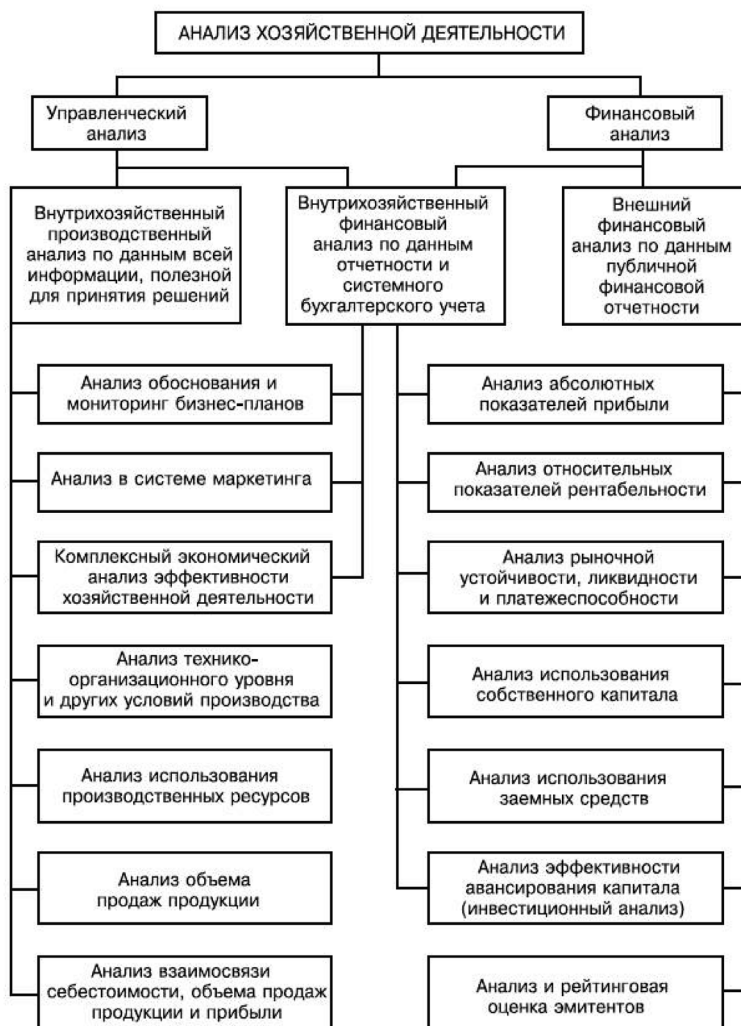 АНАЛИЗ ХОЗЯЙСТВЕННОЙ ДЕЯТЕЛЬНОСТИ
Управленческий
анализ
Финансовый
анализ
Внутрихозяйственный
производственный
анализ по данным всей
информации, полезной
для принятия решений
Внутрихозяйственный
финансовый
анализ по данным
отчетности и
системного
бухгалтерского учета
Внешний
финансовый
анализ по данным
публичной
финансовой
отчетности
Анализ обоснования и
мониторинг бизнес-планов
Анализ абсолютных
показателей прибыли
Анализ в системе маркетинга
Анализ относительных
показателей рентабельности
Комплексный экономический
анализ эффективности
хозяйственной деятельности
Анализ рыночной
устойчивости, ликвидности
и платежеспособности
Анализ технико-
организационного уровня
и других условий производства
Анализ использования
собственного капитала
Анализ использования
производственных ресурсов
Анализ использования
заемных средств
Анализ объема
продаж продукции
Анализ эффективности
авансирования капитала
(инвестиционный анализ)
Анализ взаимосвязи
себестоимости, объема продаж
продукции и прибыли
Анализ и рейтинговая
оценка эмитентов